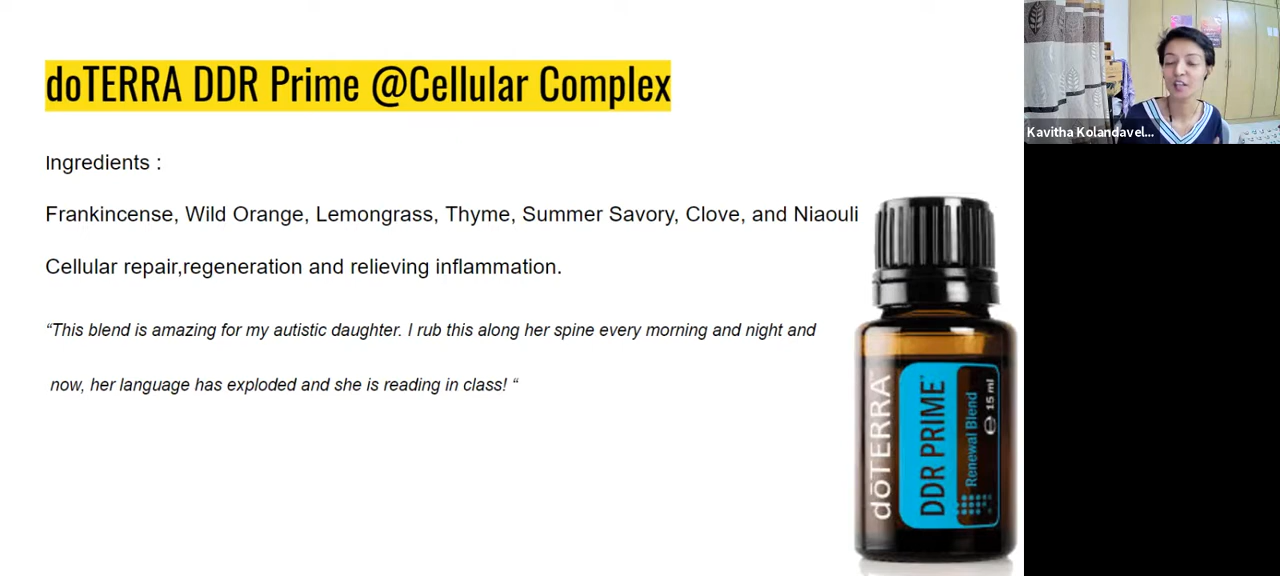 doTERRA DDR Prime @Cellular Complex
Ingredients :
Frankincense, Wild Orange, Lemongrass, Thyme, Summer Savory, Clove, and Niaouli
Cellular repair,regeneration and relieving inflammation.
“This blend is amazing for my autistic daughter. I rub this along her spine every morning and night and
now, her language has exploded and she is reading in class! “
dōTERRA
DDR PRIME
Renewal Blend
℮ 15 ml
Kavitha Kolandavel...